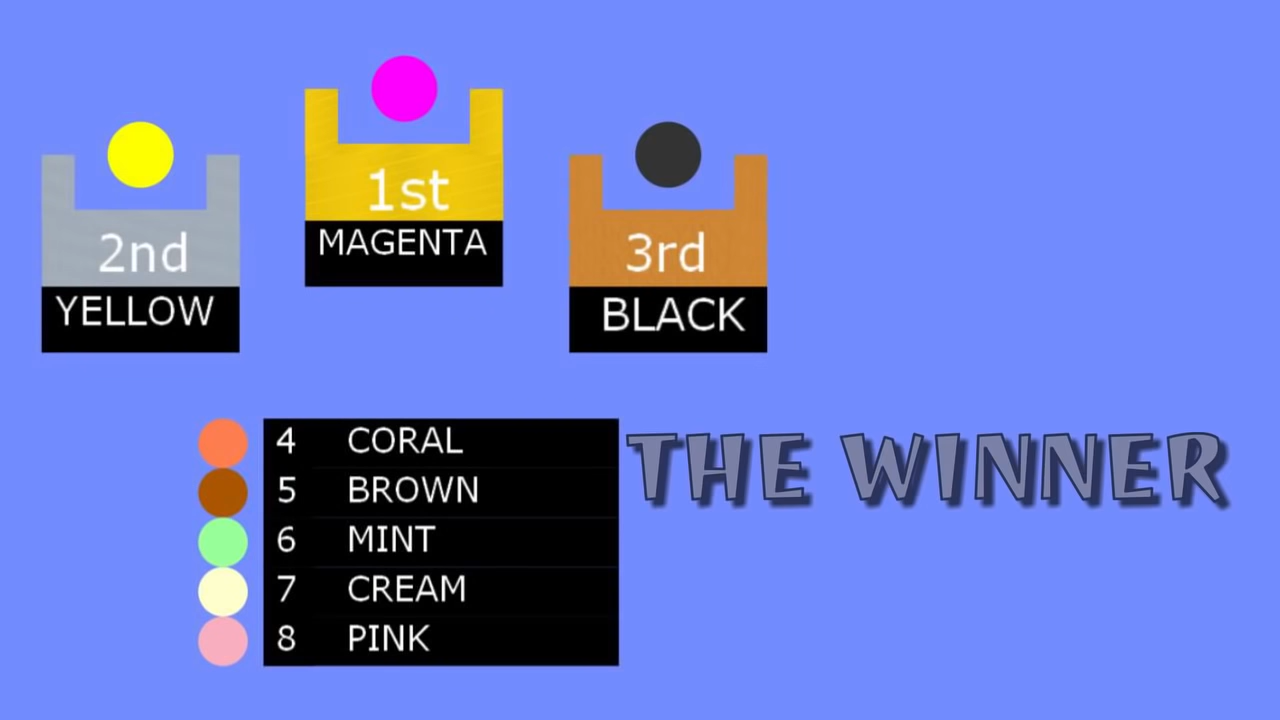 1st
MAGENTA
2nd
YELLOW
3rd
BLACK
4 CORAL
5 BROWN
6 MINT
7 CREAM
8 PINK
THE WINNER